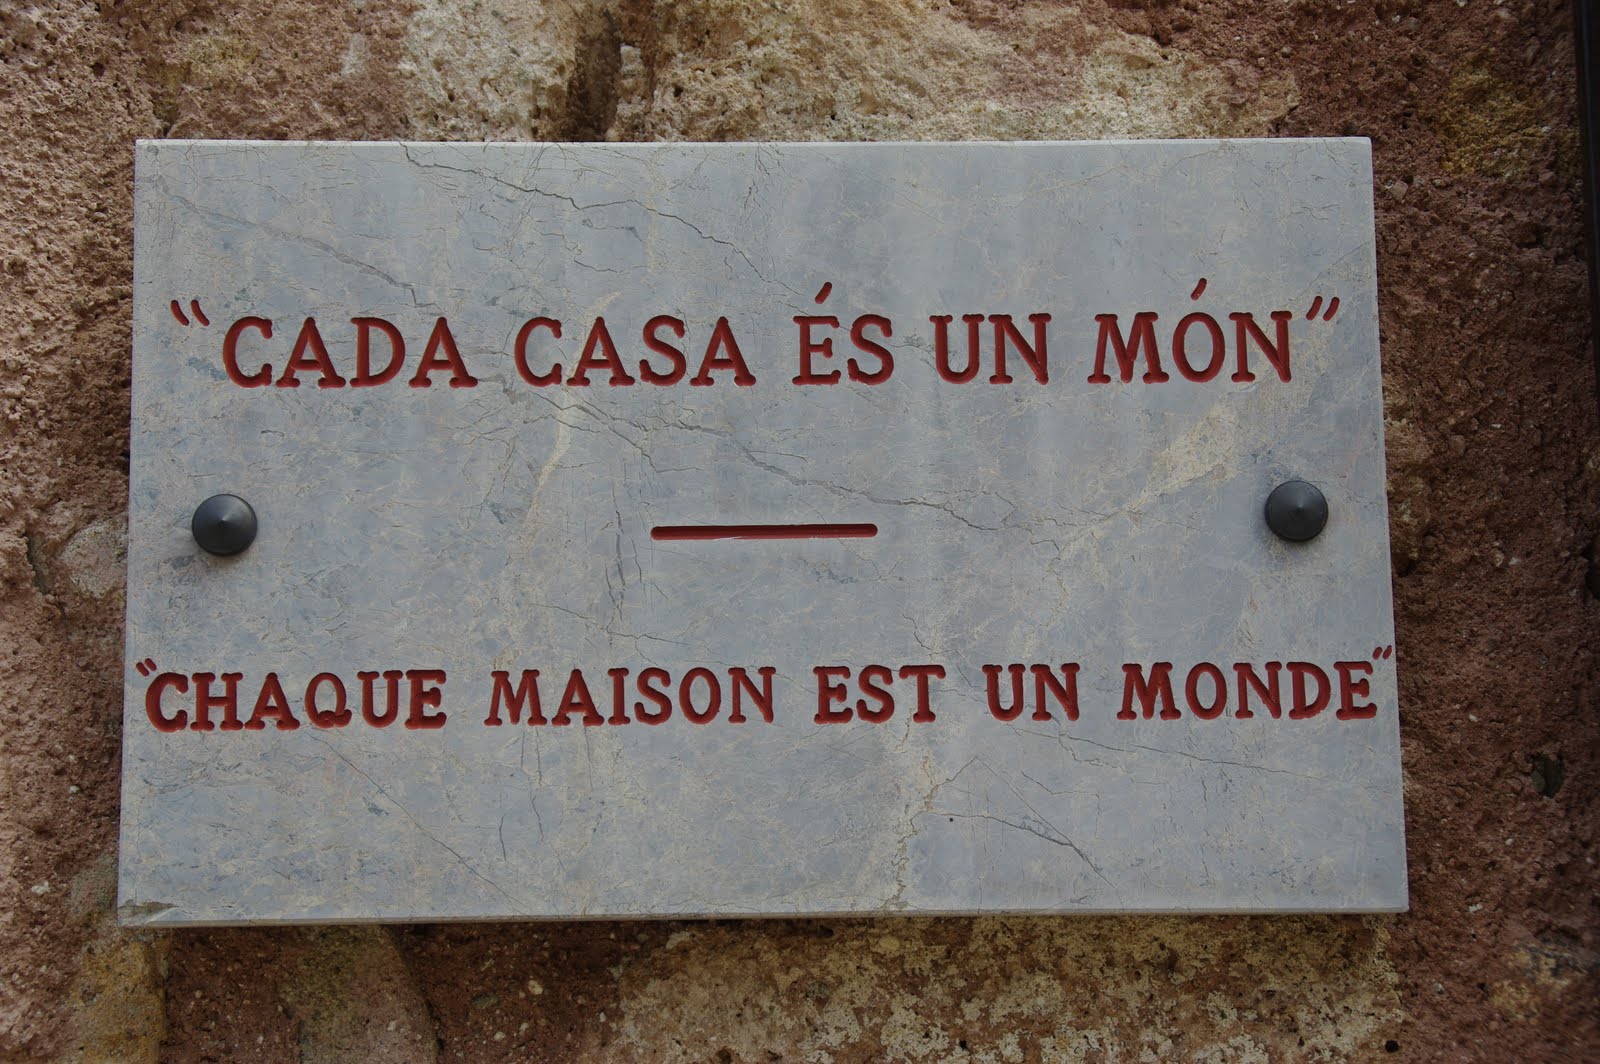 "CADA CASA ÉS UN MÓN"
"CHAQUE MAISON EST UN MONDE"